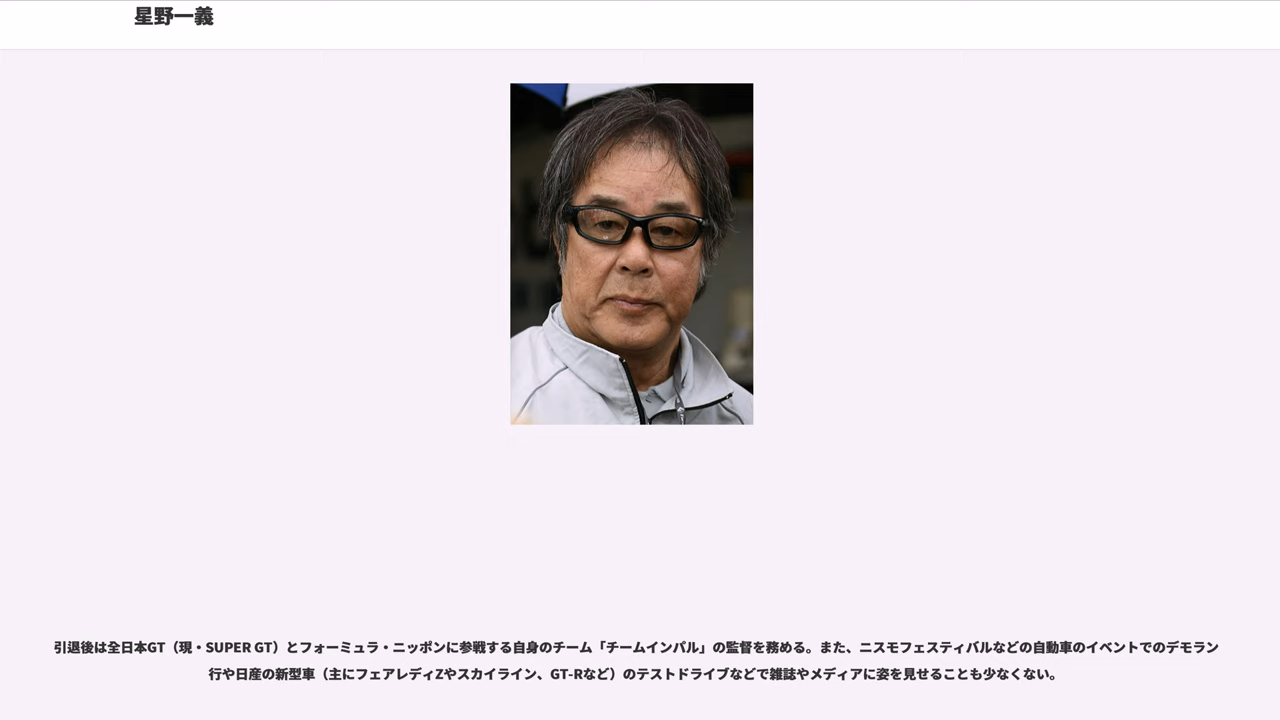 星野一義
引退後は全日本GT（現・SUPER GT）とフォーミュラ・ニッポンに参戦する自身のチーム「チームインパル」の監督を務める。また、ニスモフェスティバルなどの自動車のイベントでのデモラン
行や日産の新型車（主にフェアレディZやスカイライン、GT-Rなど）のテストドライブなどで雑誌やメディアに姿を見せることも少なくない。